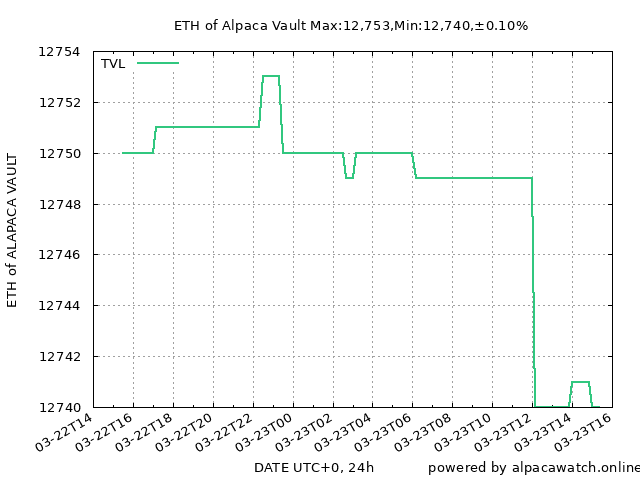 ETH of Alpaca Vault Max:12,753,Min:12,740,±0.10%
12754
TVL
12752
12750
12748
12746
12744
12742
12740
ETH of ALAPACA VAULT
03-22T14
03-22T16
03-22T18
03-22T20
03-22T22
03-23T00
03-23T02
03-23T04
03-23T06
03-23T08
03-23T10
03-23T12
03-23T14
03-23T16
DATE UTC+0, 24h
powered by alpacawatch.online